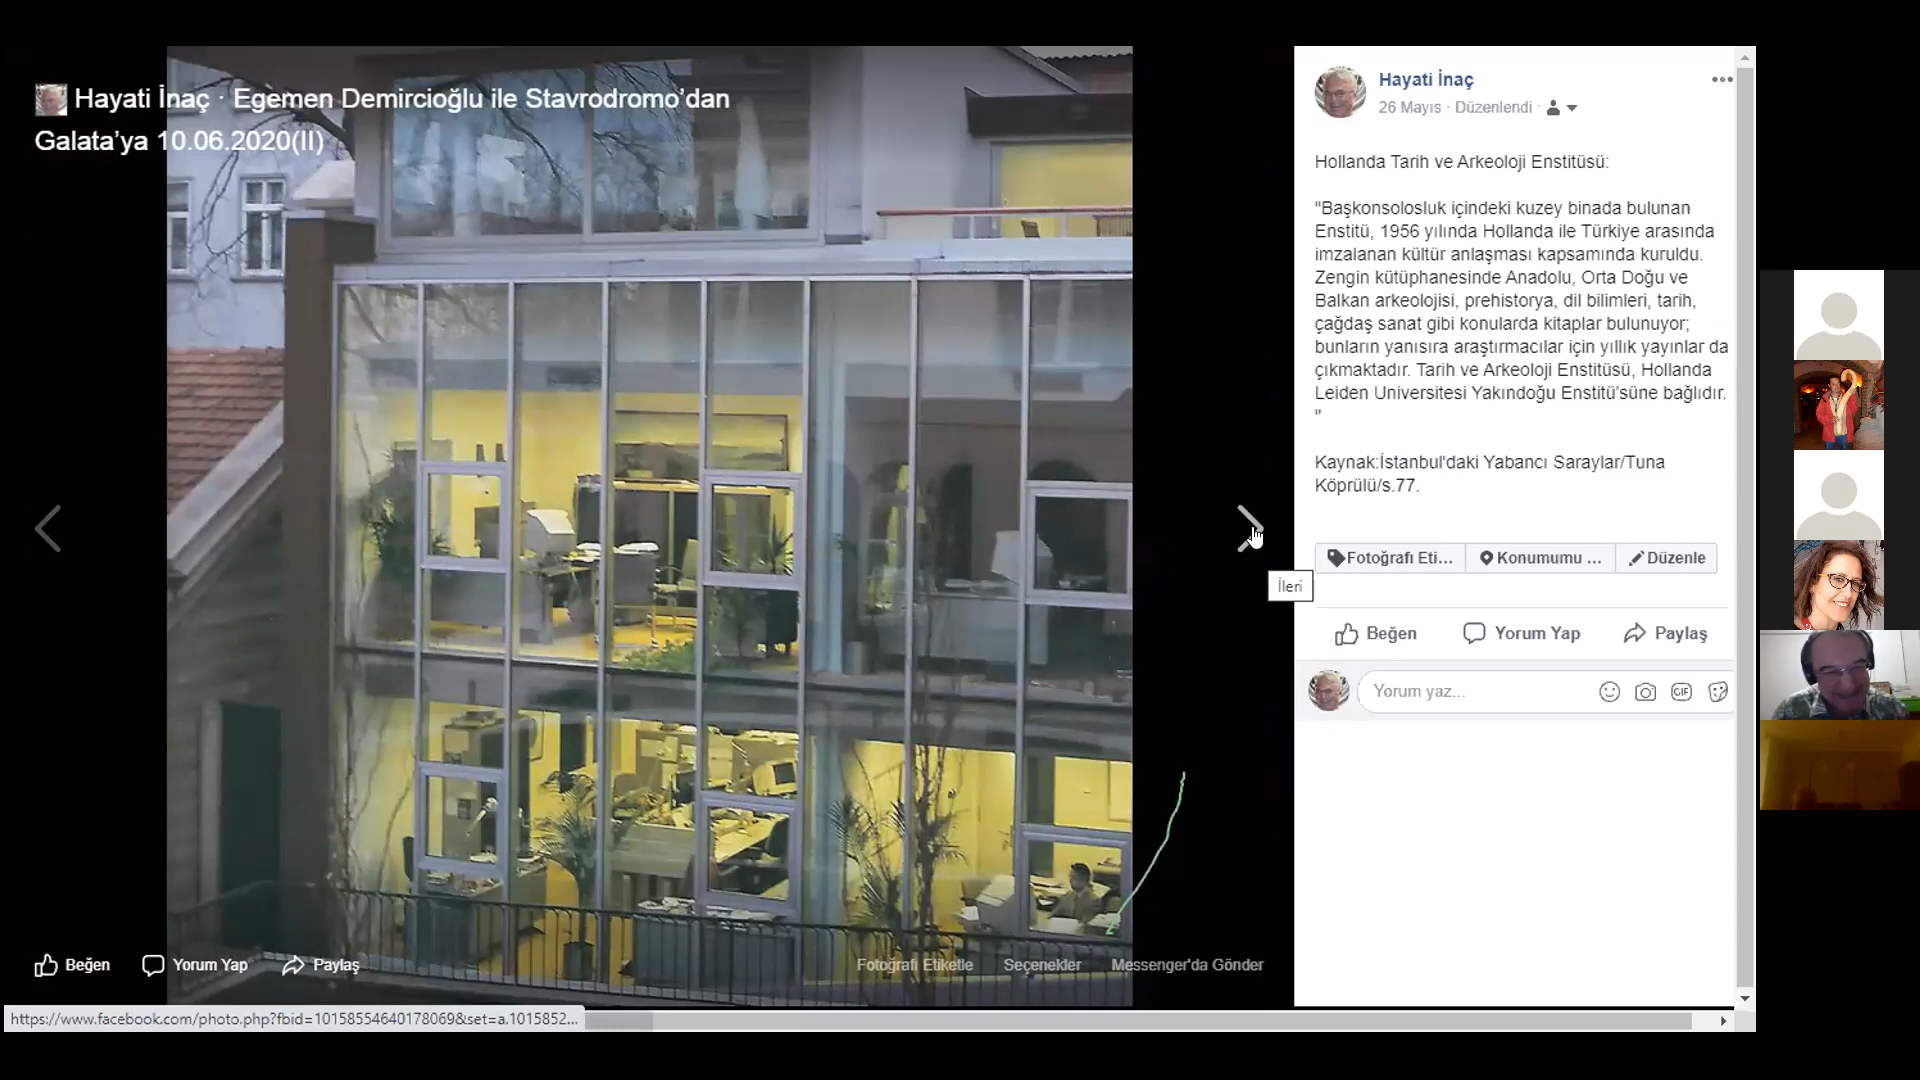 Hayati İnaç · Egemen Demircioğlu ile Stavrodromo'dan
Galata'ya 10.06.2020(II)
Hayati İnaç
26 Mayıs · Düzenlendi ·
Hollanda Tarih ve Arkeoloji Enstitüsü:
"Başkonsolosluk içindeki kuzey binada bulunan
Enstitü, 1956 yılında Hollanda ile Türkiye arasında
imzalanan kültür anlaşması kapsamında kuruldu.
Zengin kütüphanesinde Anadolu, Orta Doğu ve
Balkan arkeolojisi, prehistorya, dil bilimleri, tarih,
çağdaş sanat gibi konularda kitaplar bulunuyor;
bunların yanısıra araştırmacılar için yıllık yayınlar da
çıkmaktadır. Tarih ve Arkeoloji Enstitüsü, Hollanda
Leiden Universitesi Yakındoğu Enstitü'süne bağlıdır.
"
Kaynak:İstanbul'daki Yabancı Saraylar/Tuna
Köprülü/s.77.
Fotoğrafı Eti... Konumumu ... Düzenle
İleri
Beğen Yorum Yap Paylaş
Yorum yaz...
GIF
Beğen Yorum Yap Paylaş
Fotoğrafı Etiketle Seçenekler Messenger'da Gönder
https://www.facebook.com/photo.php?fbid=10158554640178069&set=a.1015852...